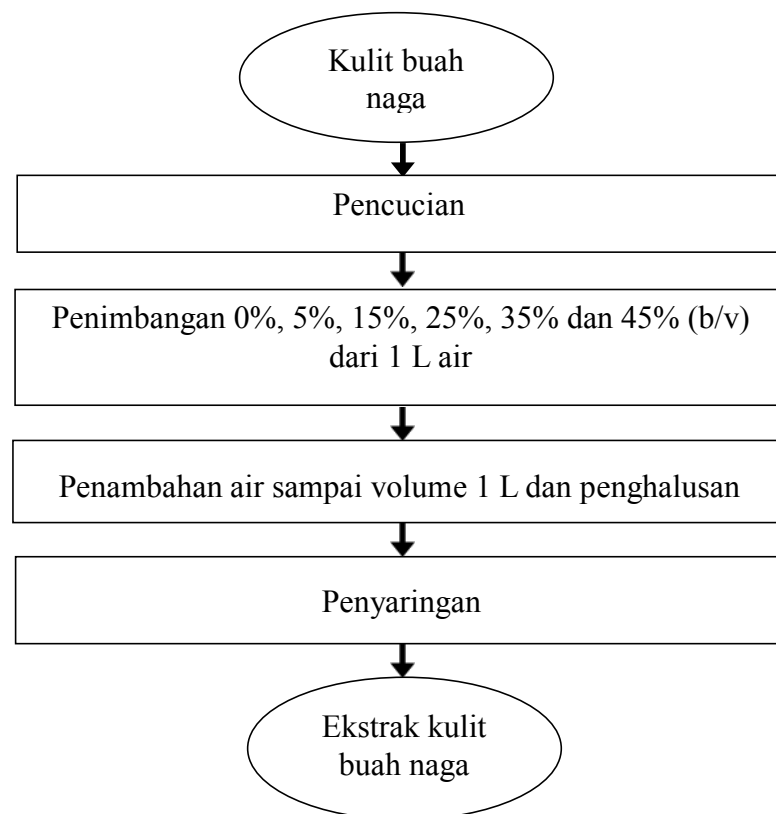 Kulit buah
naga
Pencucian
Penimbangan 0%, 5%, 15%, 25%, 35% dan 45% (b/v)
dari 1 L air
Penambahan air sampai volume 1 L dan penghalusan
Penyaringan
Ekstrak kulit
buah naga